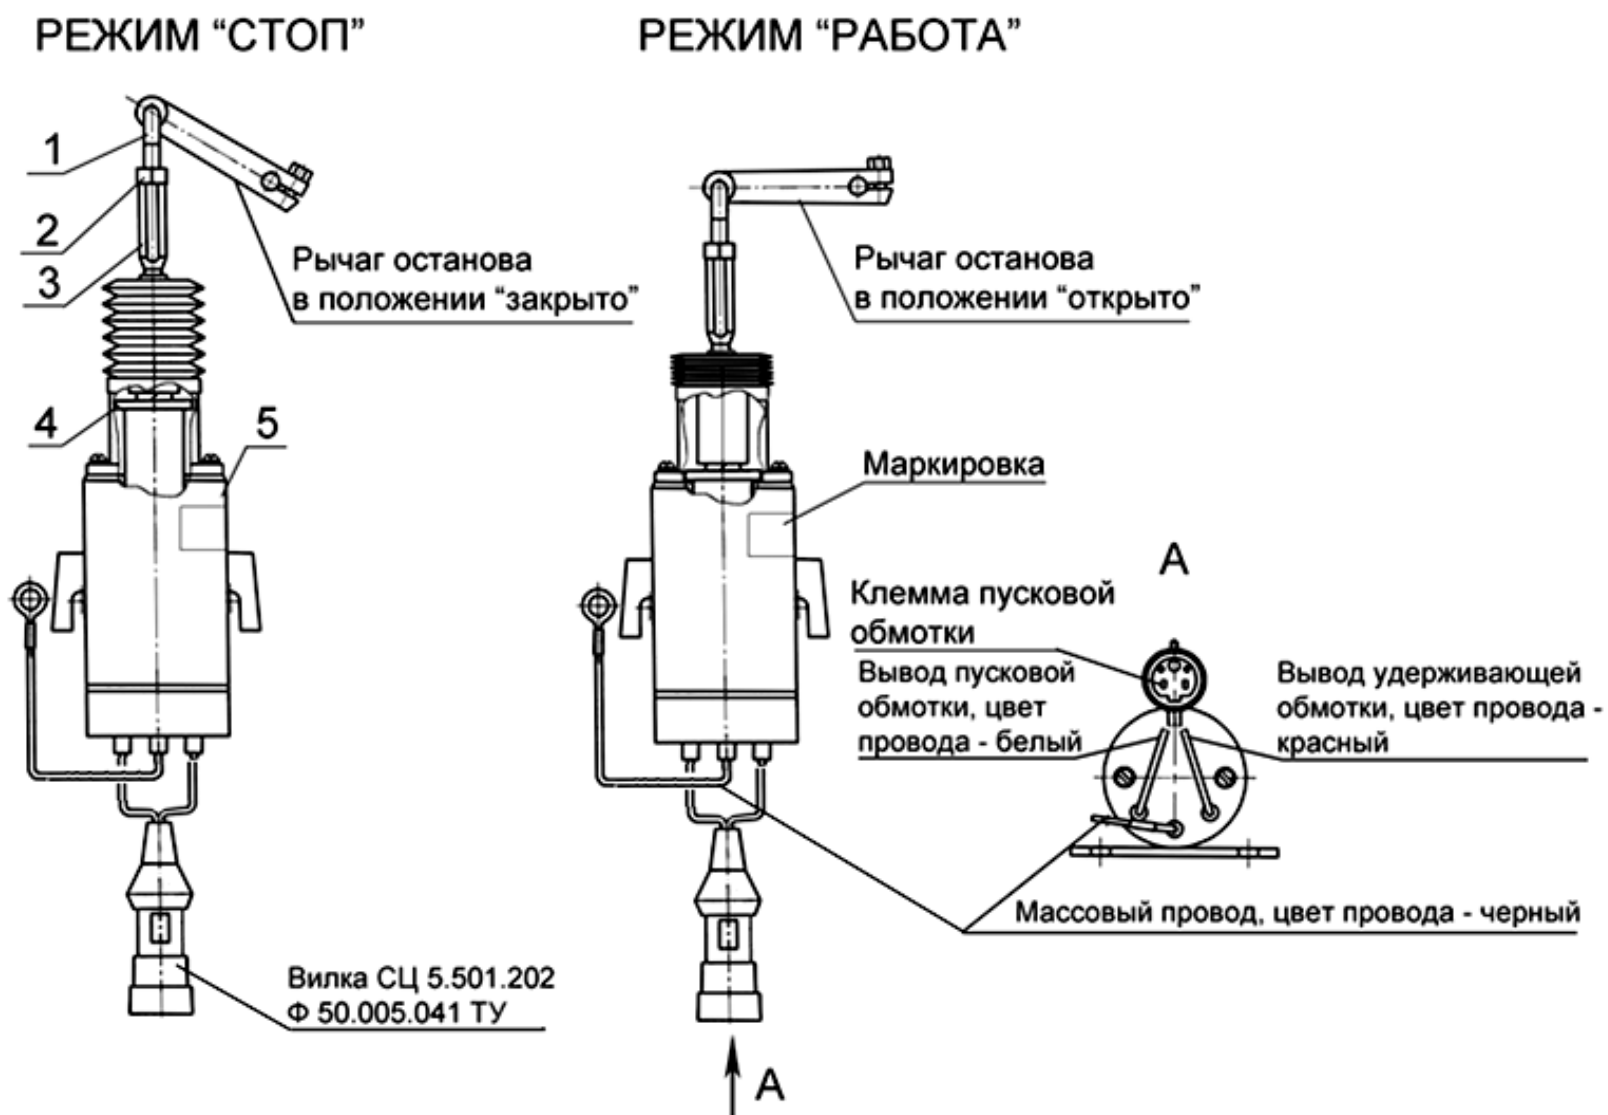 РЕЖИМ “СТОП”
РЕЖИМ “РАБОТА”
1
2
3
4
5
Рычаг останова
в положении “закрыто”
Рычаг останова
в положении “открыто”
Маркировка
А
Клемма пусковой
обмотки
Вывод пусковой
обмотки, цвет
провода - белый
Вывод удерживающей
обмотки, цвет провода -
красный
Массовый провод, цвет провода - черный
Вилка СЦ 5.501.202
Ф 50.005.041 ТУ
А